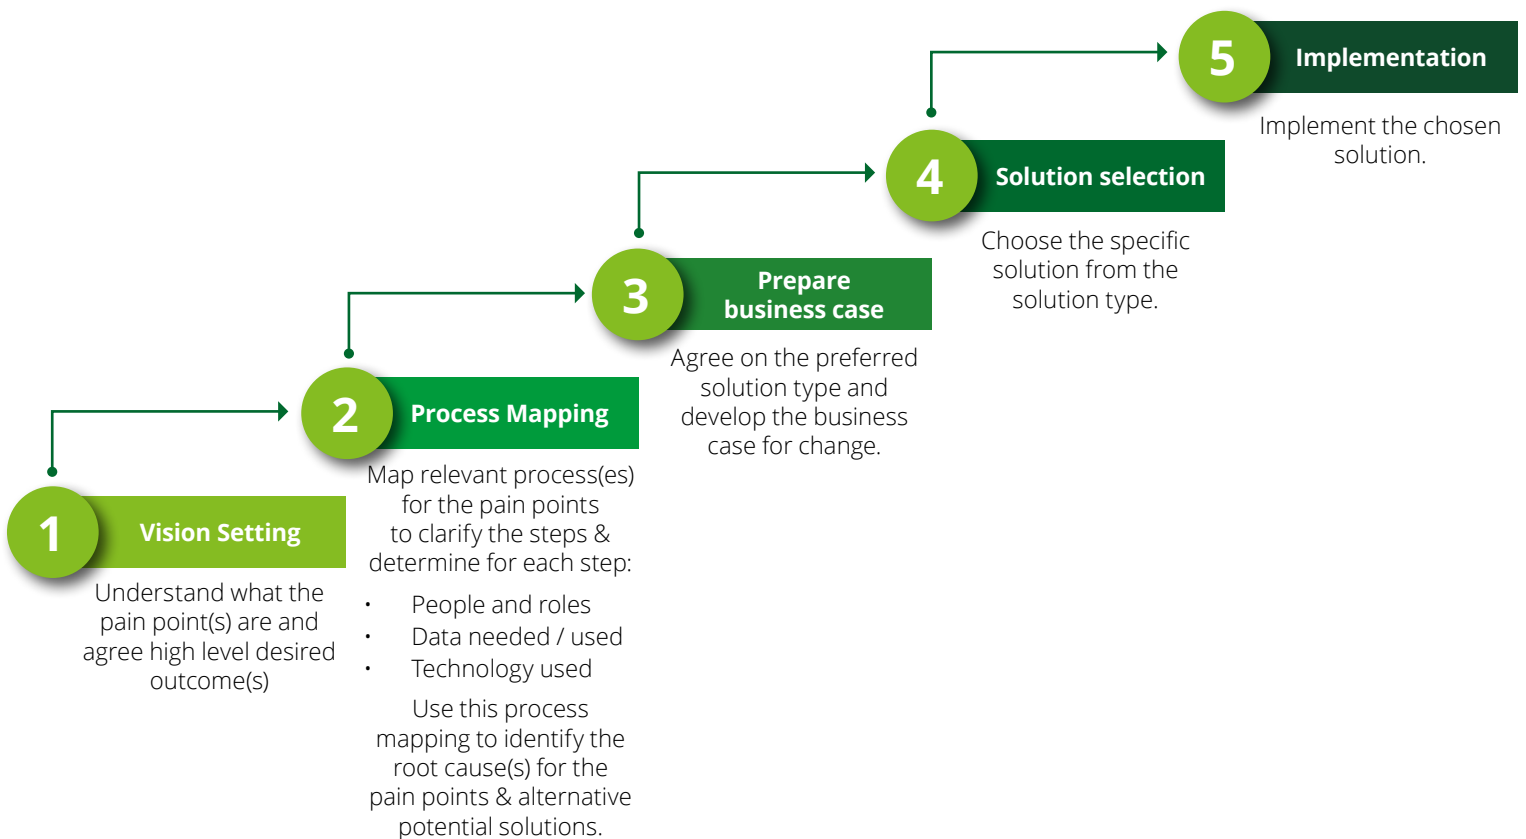 1
Vision Setting
Understand what the
pain point(s) are and
agree high level desired
outcome(s)
2
Process Mapping
Map relevant process(es)
for the pain points
to clarify the steps &
determine for each step:
• People and roles
• Data needed / used
• Technology used
Use this process
mapping to identify the
root cause(s) for the
pain points & alternative
potential solutions.
3
Prepare
business case
Agree on the preferred
solution type and
develop the business
case for change.
4
Solution selection
Choose the specific
solution from the
solution type.
5
Implementation
Implement the chosen
solution.